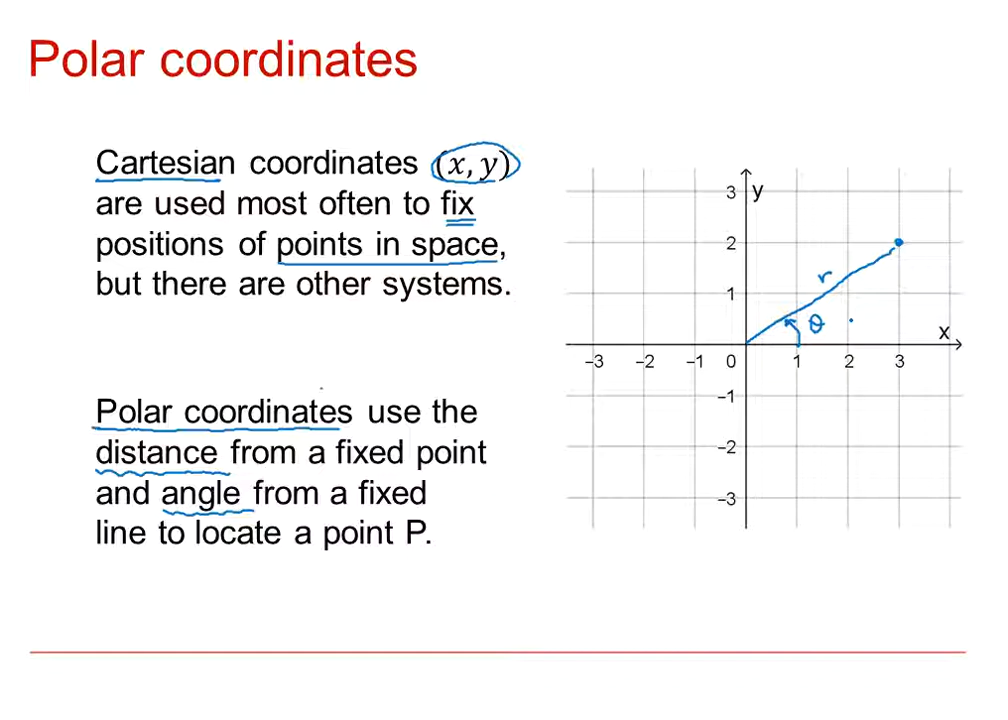 Polar coordinates
Cartesian coordinates (x, y)
are used most often to fix
positions of points in space,
but there are other systems.
Polar coordinates use the
distance from a fixed point
and angle from a fixed
line to locate a point P.
3 y
2
r
1
θ
x
−3 −2 −1 0 1 2 3
−1
−2
−3